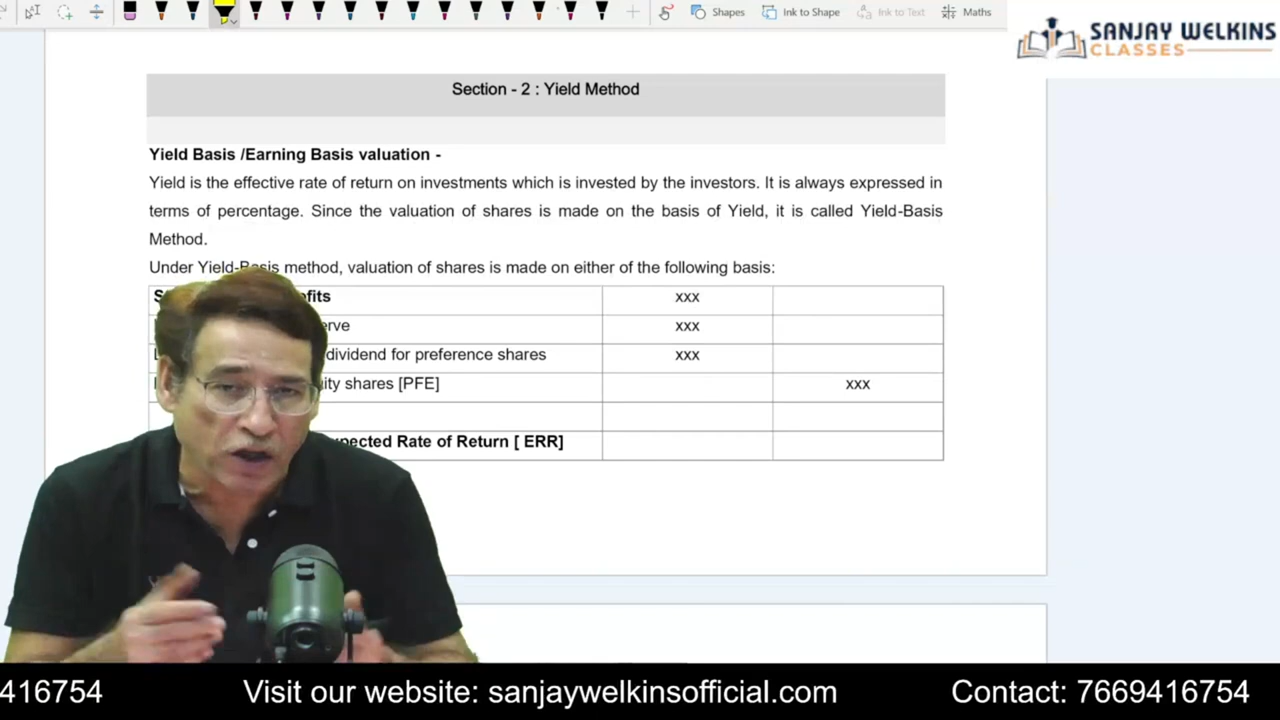 Shapes
Ink to Shape
Ink to Text
Maths
SANJAY WELKINS
CLASSES
Section - 2 : Yield Method
Yield Basis /Earning Basis valuation -
Yield is the effective rate of return on investments which is invested by the investors. It is always expressed in
terms of percentage. Since the valuation of shares is made on the basis of Yield, it is called Yield-Basis
Method.
Under Yield-Basis method, valuation of shares is made on either of the following basis:
xxx
xxx
dividend for preference shares xxx
shares [PFE] xxx
Rate of Return [ ERR]
416754 Visit our website: sanjaywelkinsofficial.com Contact: 7669416754